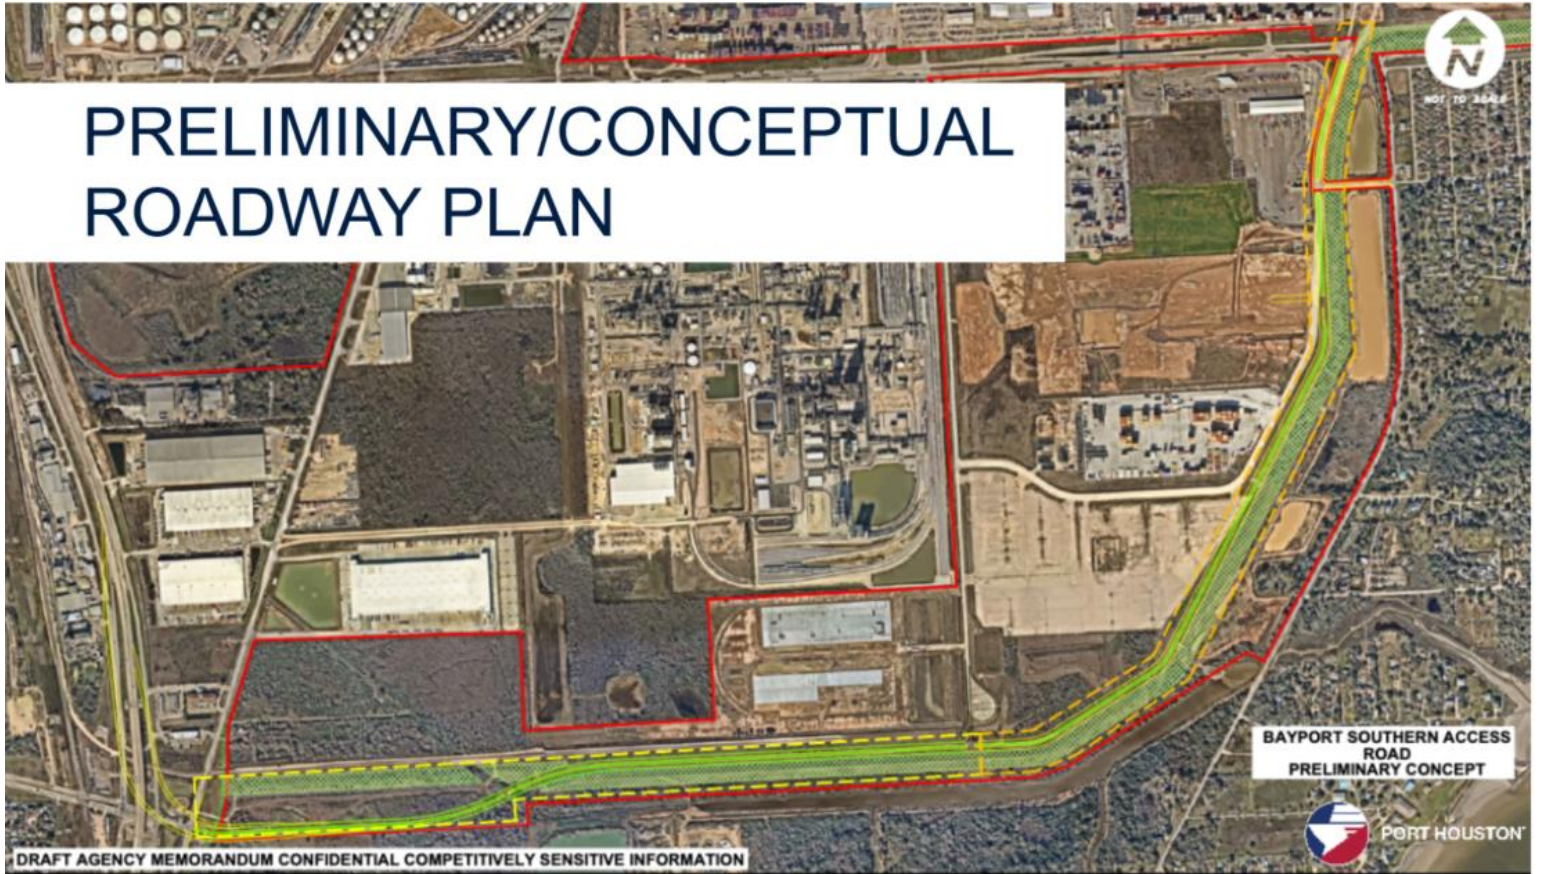 PRELIMINARY/CONCEPTUAL
ROADWAY PLAN
N
NOT TO SCALE
BAYPORT SOUTHERN ACCESS
ROAD
PRELIMINARY CONCEPT
PORT HOUSTON
DRAFT AGENCY MEMORANDUM CONFIDENTIAL COMPETITIVELY SENSITIVE INFORMATION